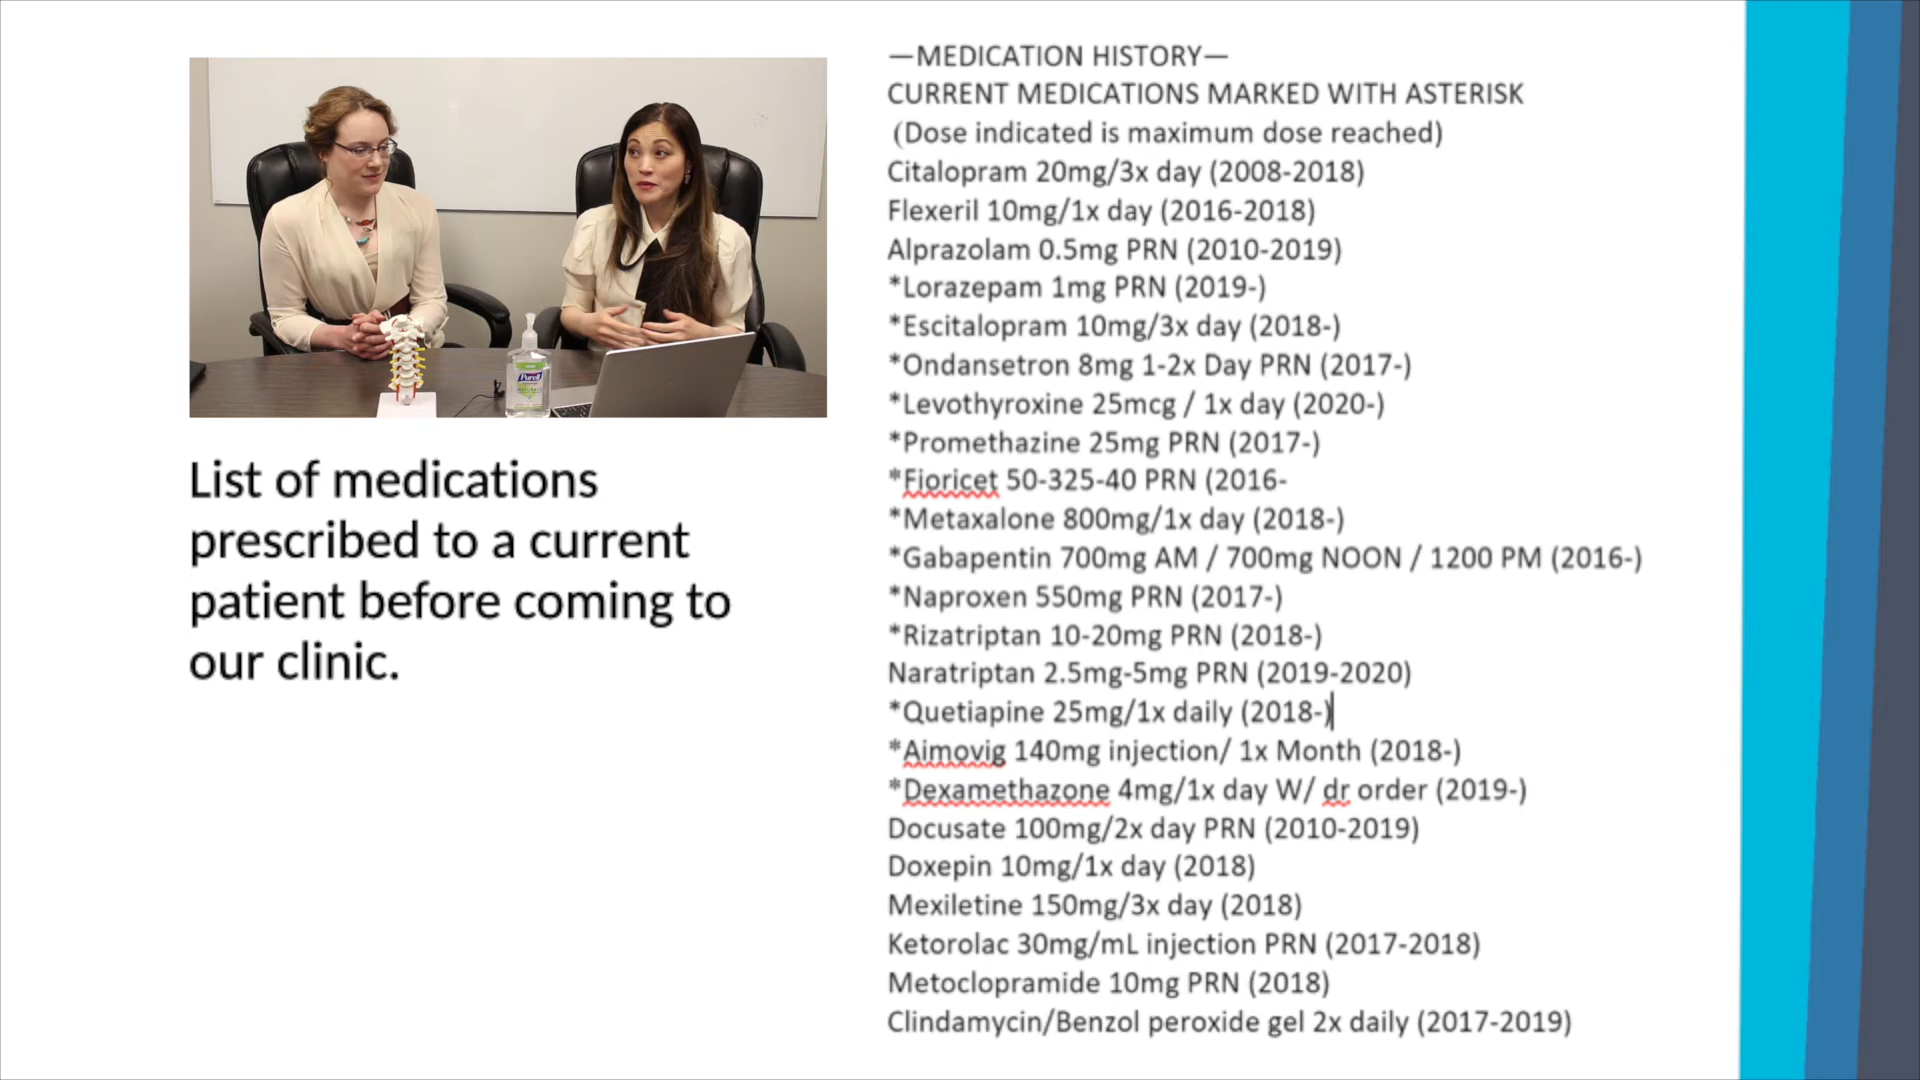 —MEDICATION HISTORY—
CURRENT MEDICATIONS MARKED WITH ASTERISK
(Dose indicated is maximum dose reached)
Citalopram 20mg/3x day (2008-2018)
Flexeril 10mg/1x day (2016-2018)
Alprazolam 0.5mg PRN (2010-2019)
*Lorazepam 1mg PRN (2019-)
*Escitalopram 10mg/3x day (2018-)
*Ondansetron 8mg 1-2x Day PRN (2017-)
*Levothyroxine 25mcg / 1x day (2020-)
*Promethazine 25mg PRN (2017-)
*Fioricet 50-325-40 PRN (2016-
*Metaxalone 800mg/1x day (2018-)
*Gabapentin 700mg AM / 700mg NOON / 1200 PM (2016-)
*Naproxen 550mg PRN (2017-)
*Rizatriptan 10-20mg PRN (2018-)
Naratriptan 2.5mg-5mg PRN (2019-2020)
*Quetiapine 25mg/1x daily (2018-)
*Aimovig 140mg injection/ 1x Month (2018-)
*Dexamethazone 4mg/1x day W/ dr order (2019-)
Docusate 100mg/2x day PRN (2010-2019)
Doxepin 10mg/1x day (2018)
Mexiletine 150mg/3x day (2018)
Ketorolac 30mg/mL injection PRN (2017-2018)
Metoclopramide 10mg PRN (2018)
Clindamycin/Benzol peroxide gel 2x daily (2017-2019)
Purell
List of medications
prescribed to a current
patient before coming to
our clinic.